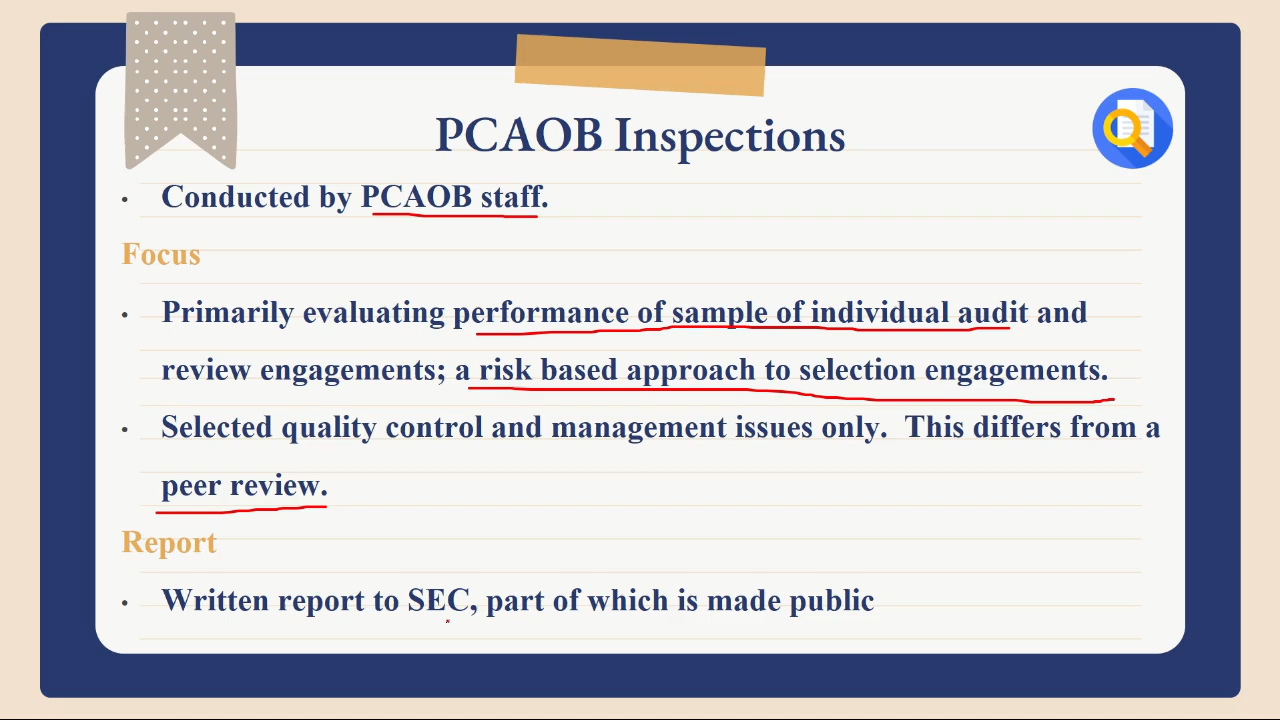 PCAOB Inspections
• Conducted by PCAOB staff.
Focus
• Primarily evaluating performance of sample of individual audit and
review engagements; a risk based approach to selection engagements.
• Selected quality control and management issues only. This differs from a
peer review.
Report
• Written report to SEC, part of which is made public